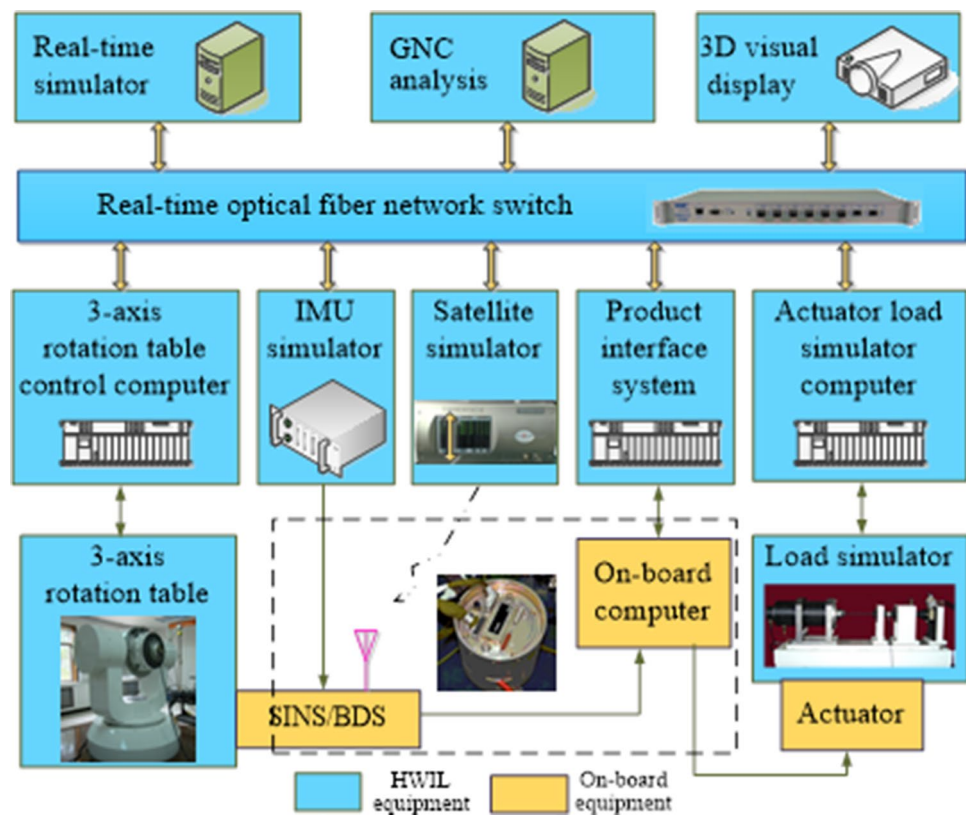 Real-time
simulator
GNC
analysis
3D visual
display
Real-time optical fiber network switch
3-axis
rotation table
control computer
IMU
simulator
Satellite
simulator
Product
interface
system
Actuator load
simulator
computer
3-axis
rotation table
SINS/BDS
On-board
computer
Load simulator
Actuator
HWIL
equipment
On-board
equipment